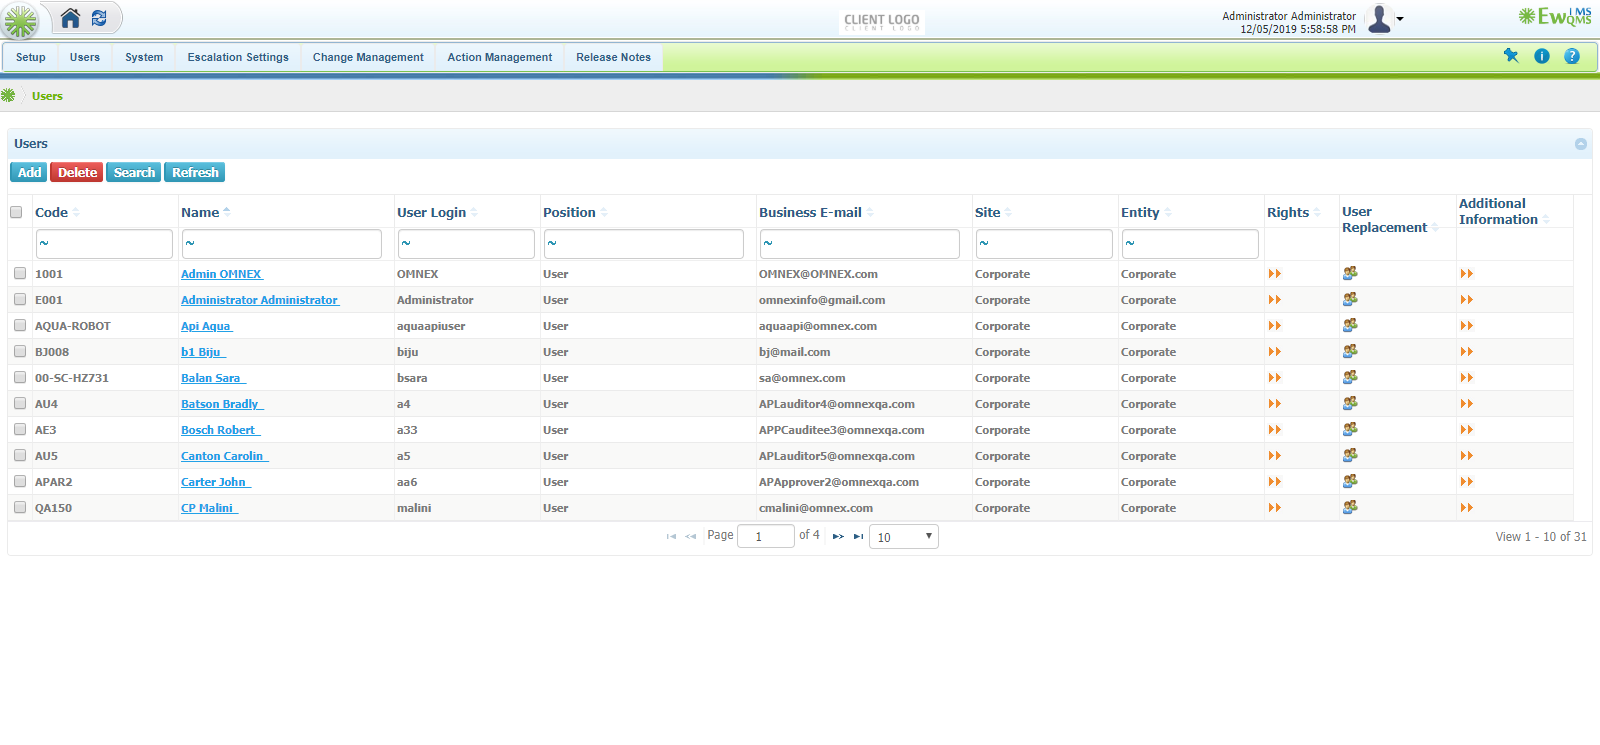 CLIENT LOGO
CLIENT LOGO
Administrator Administrator
12/05/2019 5:58:58 PM
EwIMS
QMS
Setup Users System Escalation Settings Change Management Action Management Release Notes
Users
Users
Add Delete Search Refresh
Code Name User Login Position Business E-mail Site Entity Rights User Replacement Additional Information
~ ~ ~ ~ ~ ~ ~
1001 Admin OMNEX OMNEX User OMNEX@OMNEX.com Corporate Corporate
E001 Administrator Administrator Administrator User omnexinfo@gmail.com Corporate Corporate
AQUA-ROBOT Api Aqua aquaapiuser User aquaapi@omnex.com Corporate Corporate
BJ008 b1 Biju biju User bj@mail.com Corporate Corporate
00-SC-HZ731 Balan Sara bsara User sa@omnex.com Corporate Corporate
AU4 Batson Bradly a4 User APLauditor4@omnexqa.com Corporate Corporate
AE3 Bosch Robert a33 User APPCauditee3@omnexqa.com Corporate Corporate
AU5 Canton Carolin a5 User APLauditor5@omnexqa.com Corporate Corporate
APAR2 Carter John aa6 User APApprover2@omnexqa.com Corporate Corporate
QA150 CP Malini malini User cmalini@omnex.com Corporate Corporate
Page 1 of 4 10 View 1 - 10 of 31